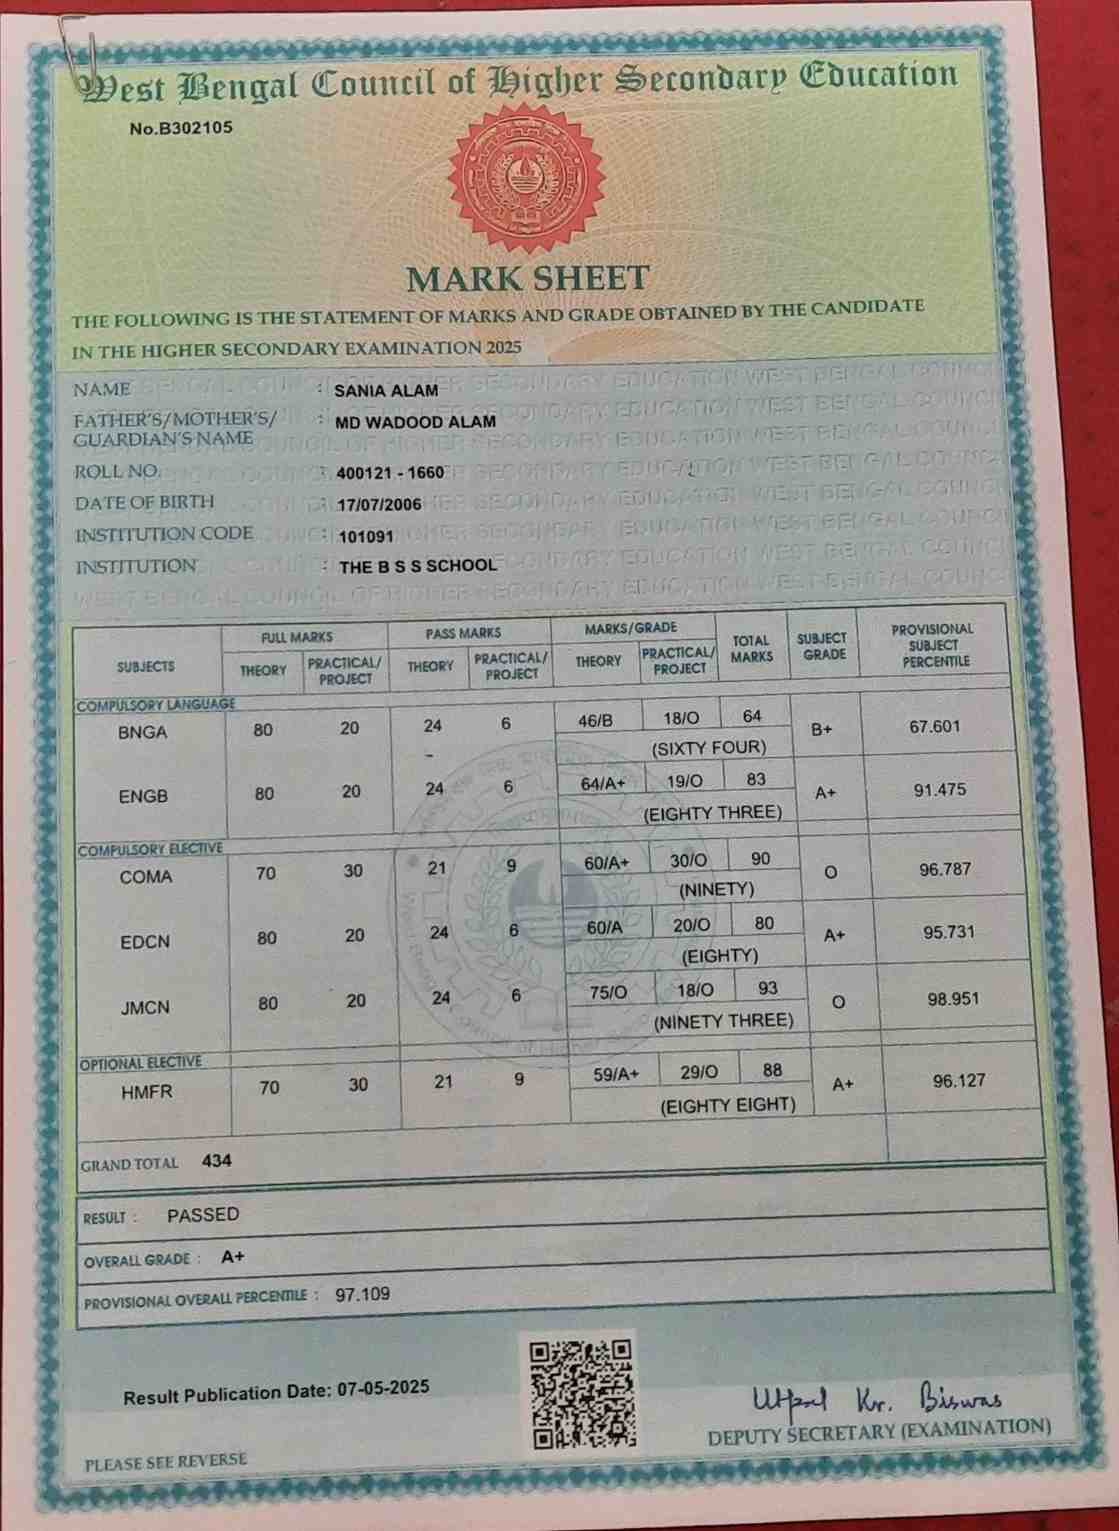 West Bengal Council of Higher Secondary Education
No.B302105
MARK SHEET
THE FOLLOWING IS THE STATEMENT OF MARKS AND GRADE OBTAINED BY THE CANDIDATE
IN THE HIGHER SECONDARY EXAMINATION 2025
NAME : SANIA ALAM
FATHER'S/MOTHER'S/ : MD WADOOD ALAM
GUARDIAN'S NAME
ROLL NO. : 400121 - 1660
DATE OF BIRTH : 17/07/2006
INSTITUTION CODE : 101091
INSTITUTION : THE B S S SCHOOL
SUBJECTS FULL MARKS PASS MARKS MARKS/GRADE TOTAL MARKS SUBJECT GRADE PROVISIONAL SUBJECT PERCENTILE
THEORY PRACTICAL/PROJECT THEORY PRACTICAL/PROJECT THEORY PRACTICAL/PROJECT
COMPULSORY LANGUAGE
BNGA 80 20 24 6 46/B 18/O 64 B+ 67.601
- (SIXTY FOUR)
ENGB 80 20 24 6 64/A+ 19/O 83 A+ 91.475
(EIGHTY THREE)
COMPULSORY ELECTIVE
COMA 70 30 21 9 60/A+ 30/O 90 O 96.787
(NINETY)
EDCN 80 20 24 6 60/A 20/O 80 A+ 95.731
(EIGHTY)
JMCN 80 20 24 6 75/O 18/O 93 O 98.951
(NINETY THREE)
OPTIONAL ELECTIVE
HMFR 70 30 21 9 59/A+ 29/O 88 A+ 96.127
(EIGHTY EIGHT)
GRAND TOTAL 434
RESULT : PASSED
OVERALL GRADE : A+
PROVISIONAL OVERALL PERCENTILE : 97.109
Result Publication Date: 07-05-2025
Utpal Kr. Biswas
DEPUTY SECRETARY (EXAMINATION)
PLEASE SEE REVERSE